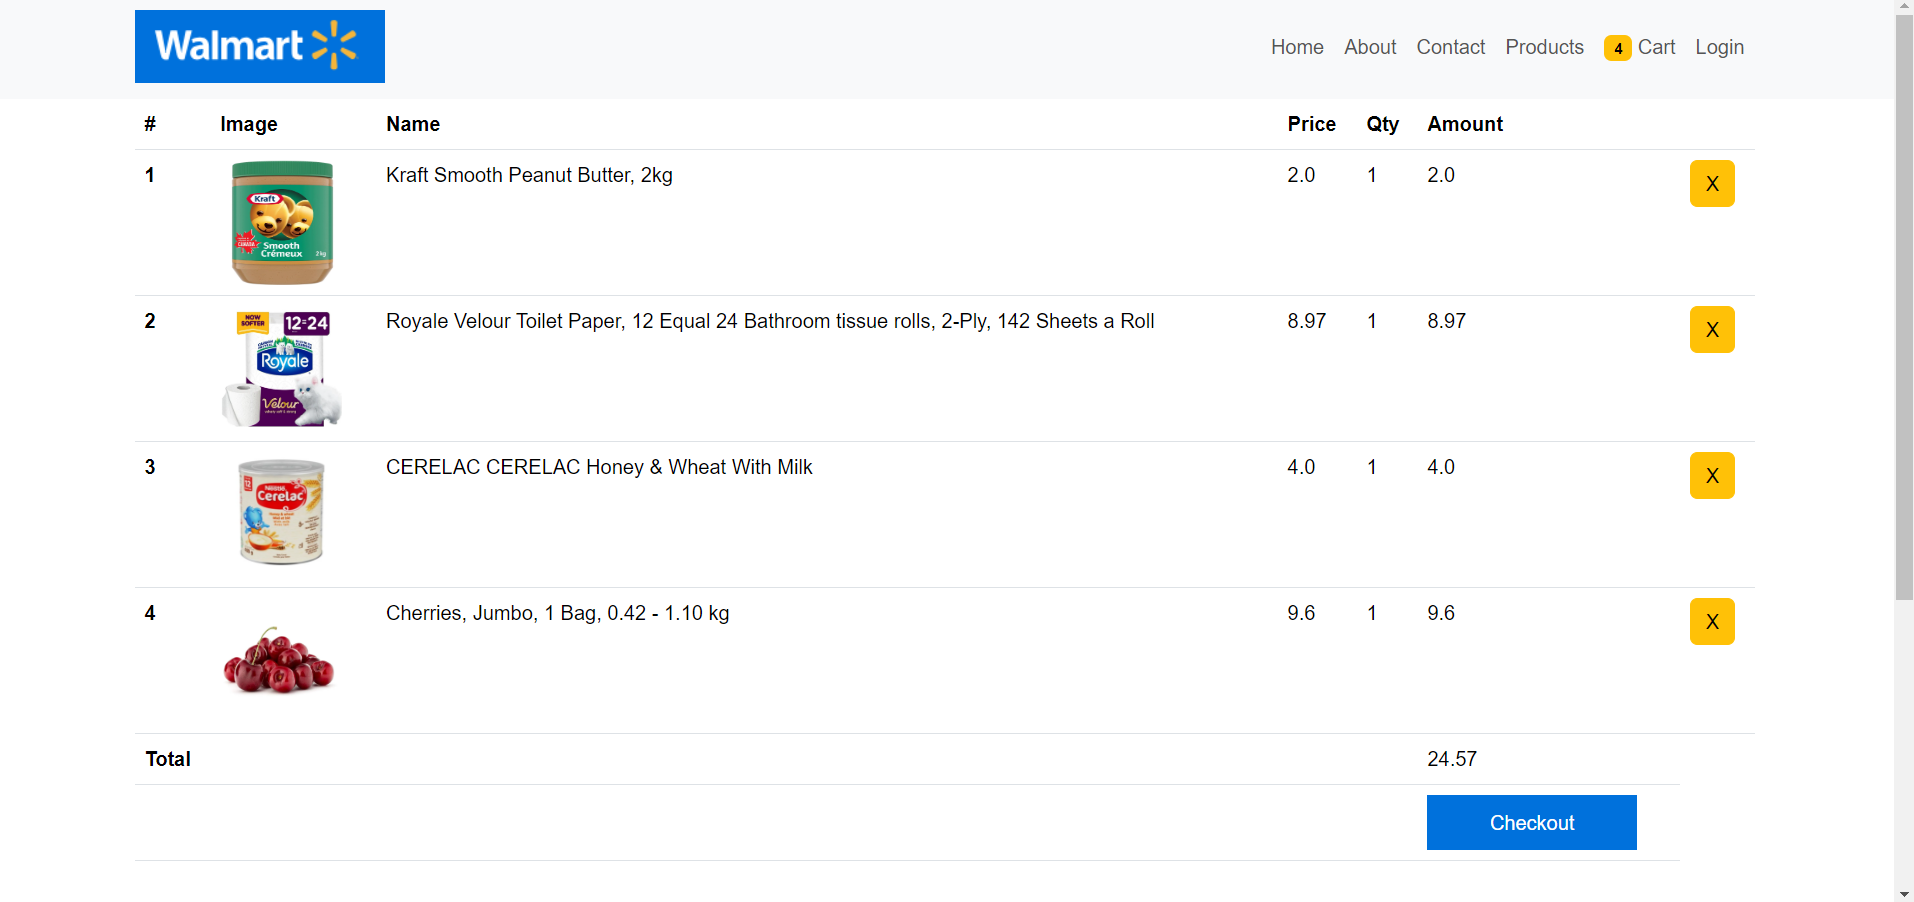 Walmart
Home About Contact Products 4 Cart Login
# Image Name Price Qty Amount
1 Kraft Smooth Peanut Butter, 2kg 2.0 1 2.0 X
Kraft
Smooth
Crémeux
2kg
2 Royale Velour Toilet Paper, 12 Equal 24 Bathroom tissue rolls, 2-Ply, 142 Sheets a Roll 8.97 1 8.97 X
NOW
SOFTER
12=24
Royale
Velour
3 CERELAC CERELAC Honey & Wheat With Milk 4.0 1 4.0 X
12
Nestlé
Cerelac
4 Cherries, Jumbo, 1 Bag, 0.42 - 1.10 kg 9.6 1 9.6 X
Total 24.57
Checkout